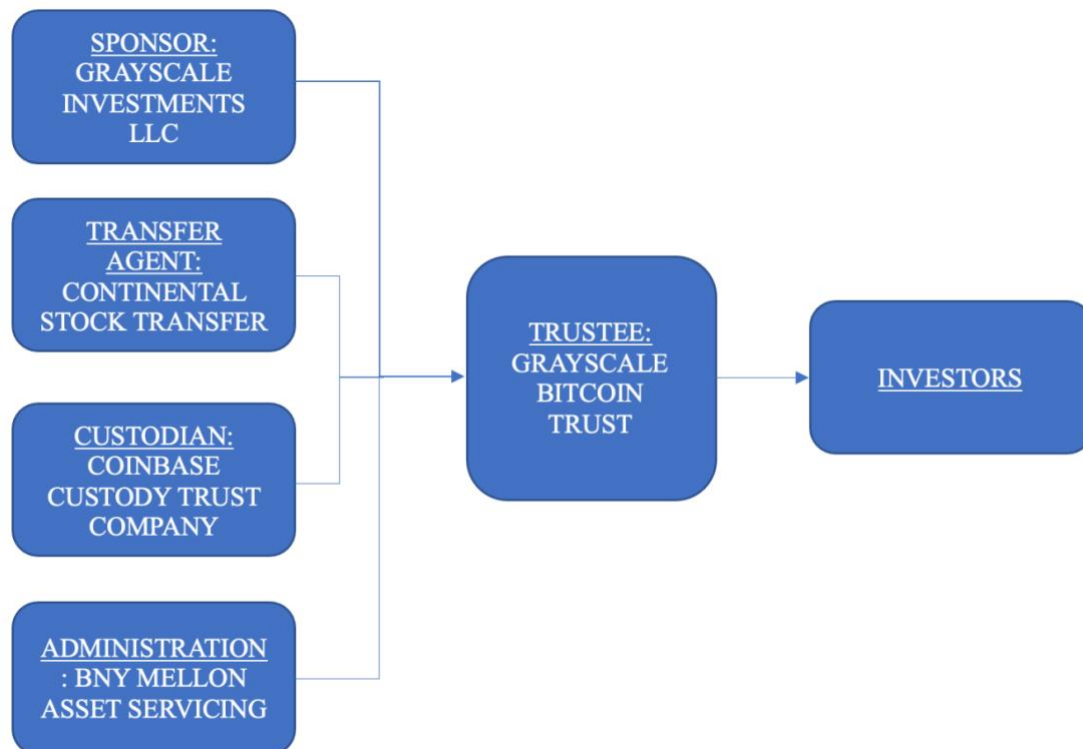 SPONSOR:
GRAYSCALE
INVESTMENTS
LLC
TRANSFER
AGENT:
CONTINENTAL
STOCK TRANSFER
CUSTODIAN:
COINBASE
CUSTODY TRUST
COMPANY
ADMINISTRATION
: BNY MELLON
ASSET SERVICING
TRUSTEE:
GRAYSCALE
BITCOIN
TRUST
INVESTORS